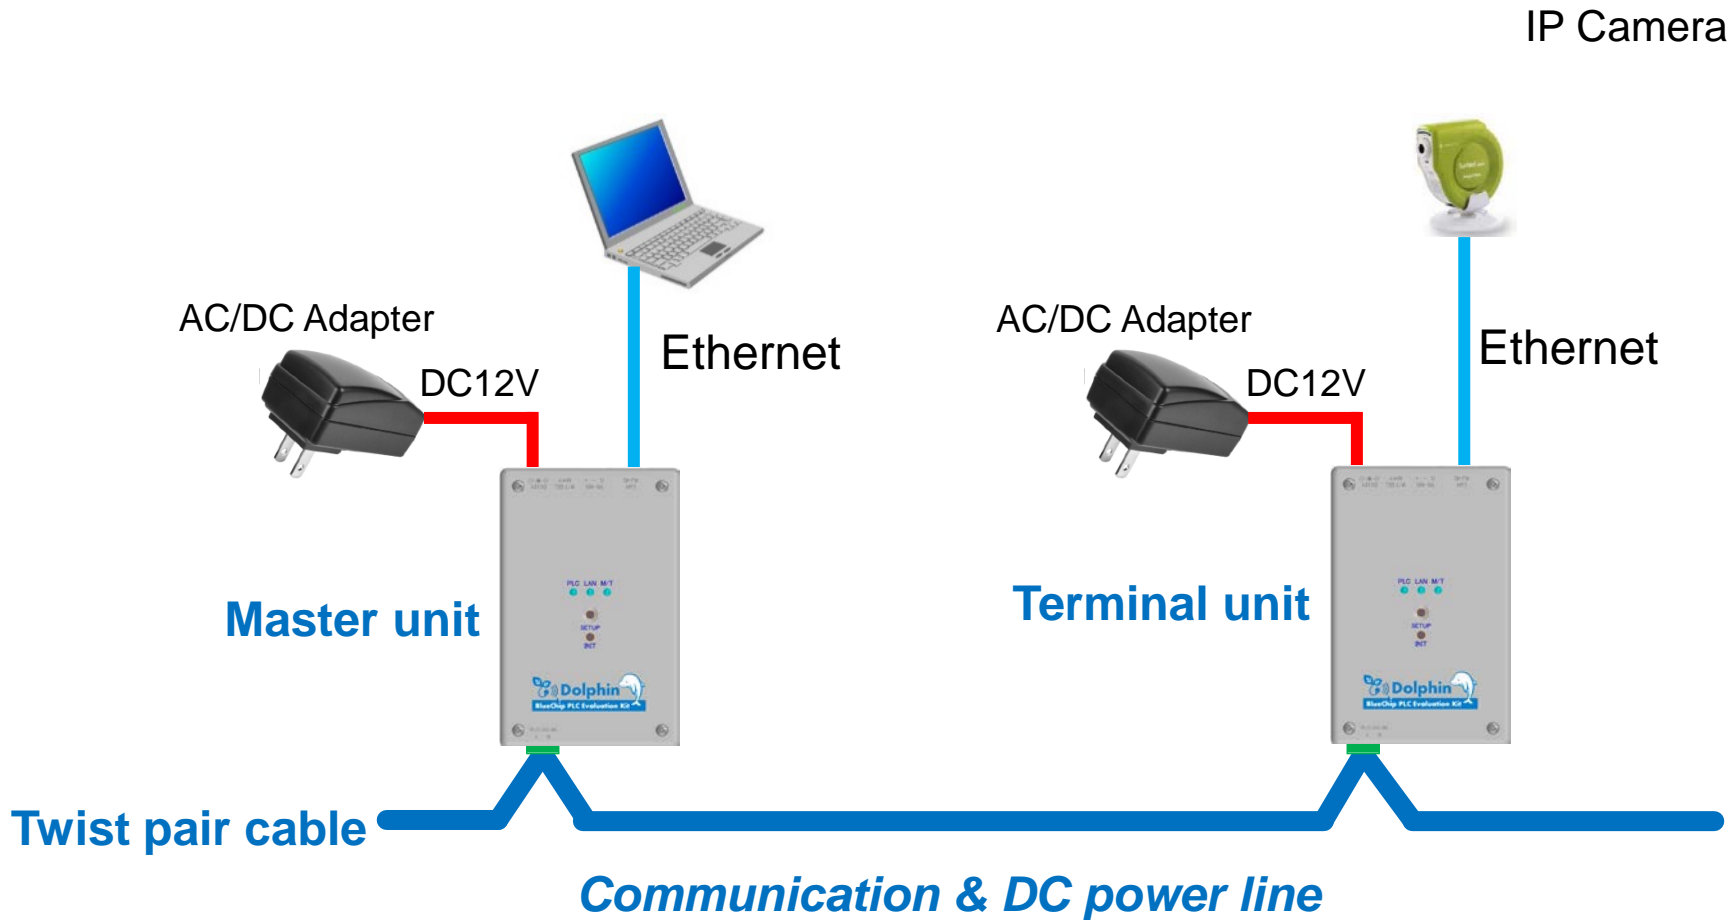 IP Camera
AC/DC Adapter
DC12V
Ethernet
AC/DC Adapter
DC12V
Ethernet
Master unit
PLC LAN M/T
SETUP
INIT
Dolphin
BlueChip PLC Evaluation Kit
Terminal unit
PLC LAN M/T
SETUP
INIT
Dolphin
BlueChip PLC Evaluation Kit
Twist pair cable
Communication & DC power line